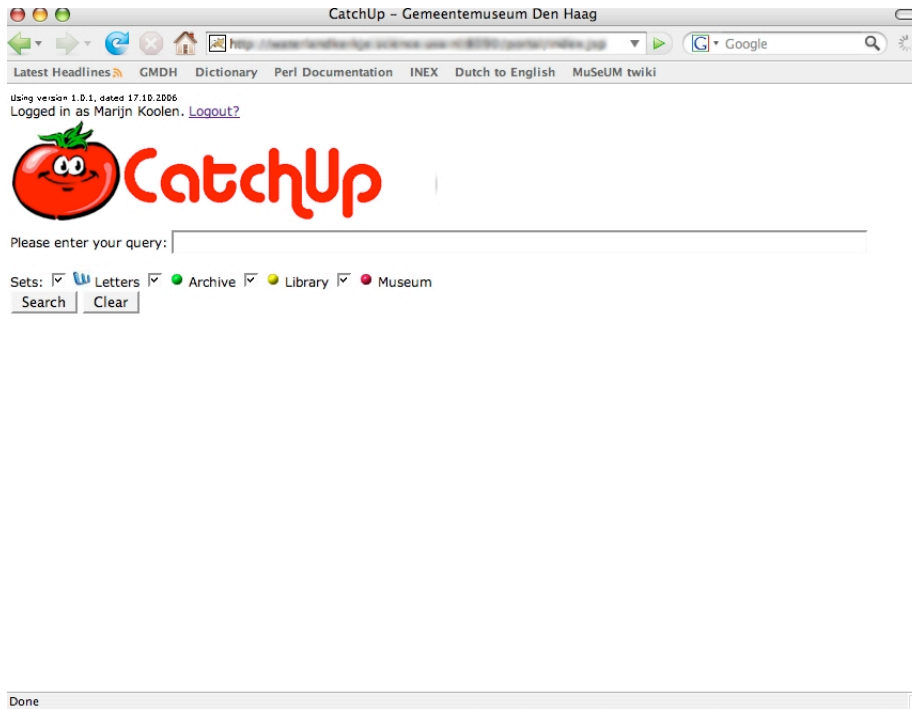 CatchUp – Gemeentemuseum Den Haag
Google
Latest Headlines GMDH Dictionary Perl Documentation INEX Dutch to English MuSeUM twiki
Using version 1.0.1, dated 17.10.2006
Logged in as Marijn Koolen. Logout?
CatchUp
Please enter your query:
Sets: Letters Archive Library Museum
Search Clear
Done